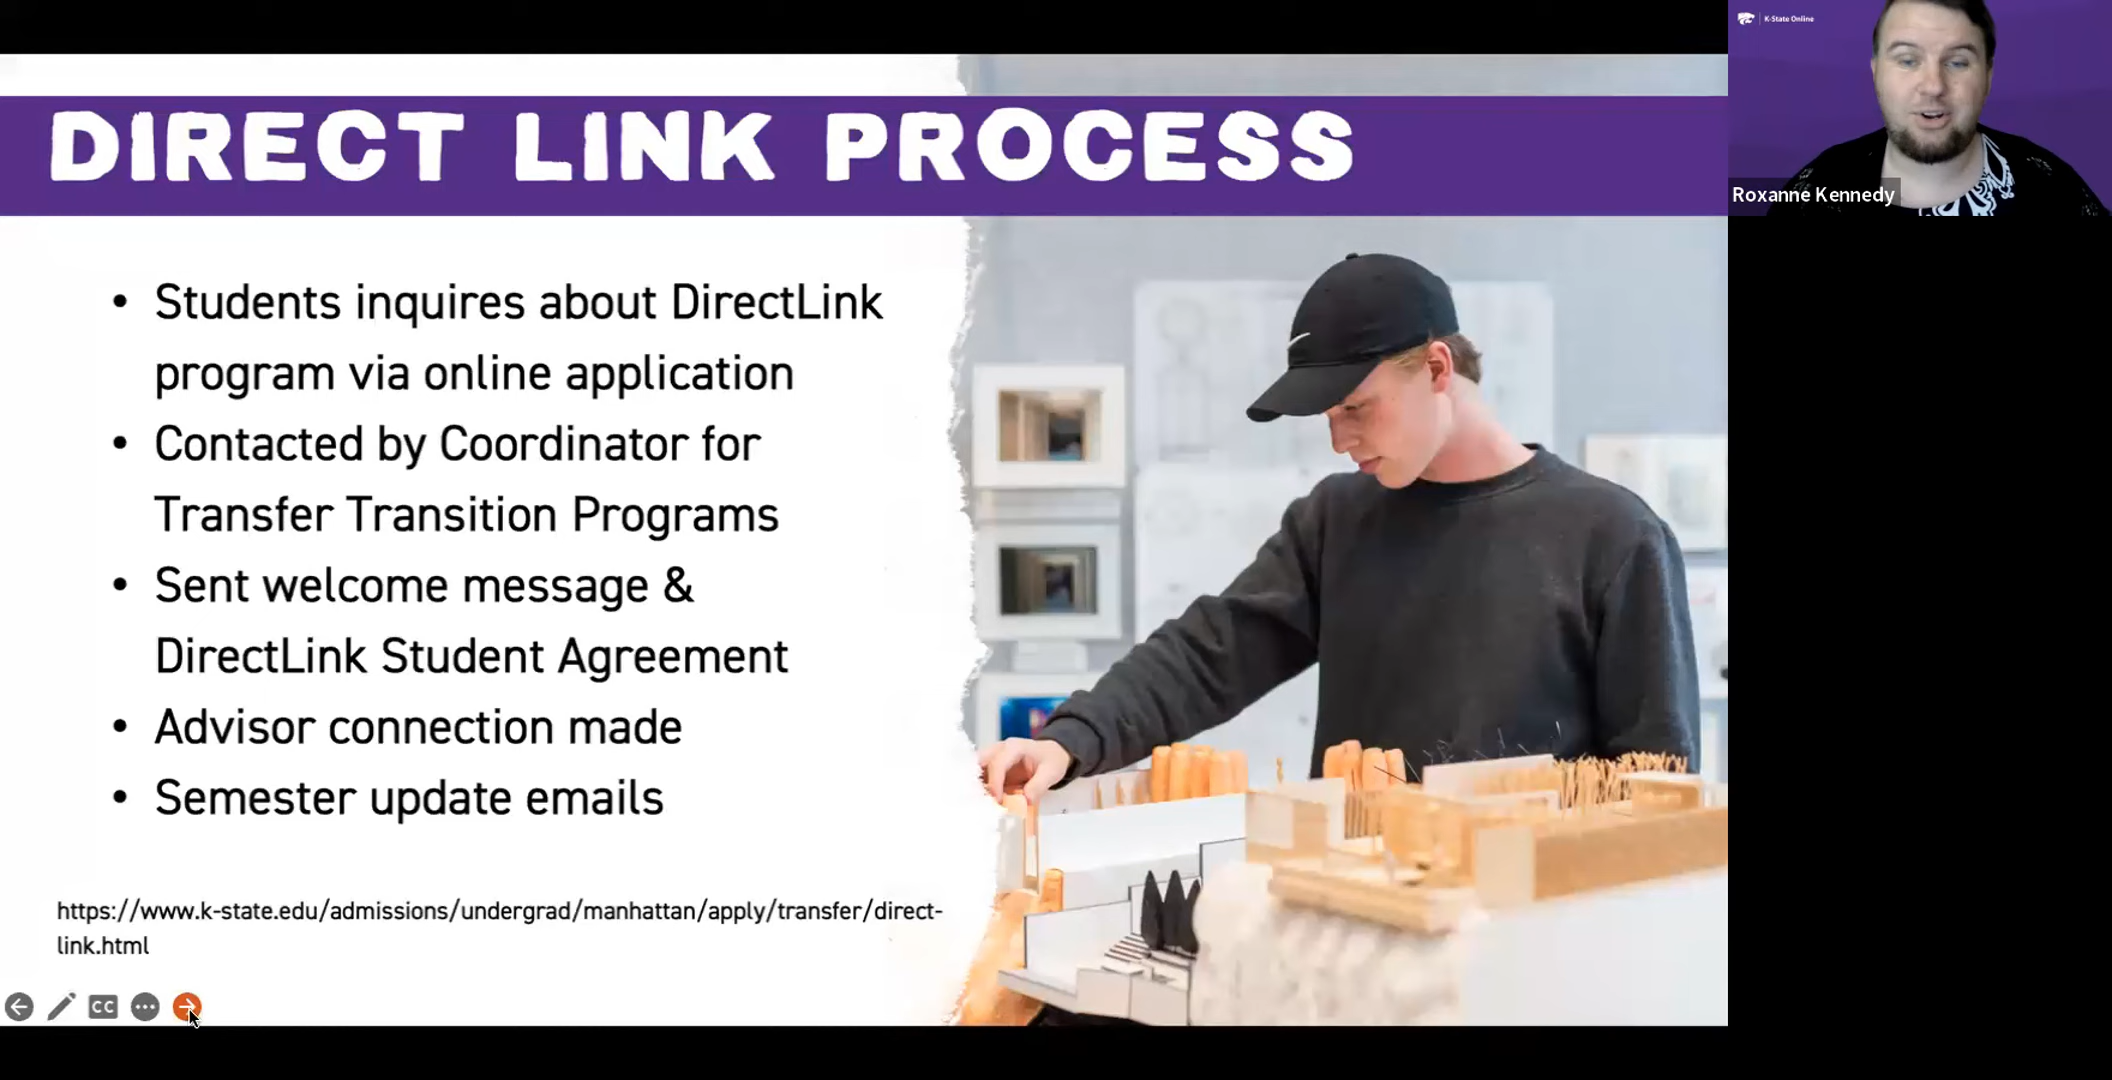 DIRECT LINK PROCESS
• Students inquires about DirectLink
program via online application
• Contacted by Coordinator for
Transfer Transition Programs
• Sent welcome message &
DirectLink Student Agreement
• Advisor connection made
• Semester update emails
https://www.k-state.edu/admissions/undergrad/manhattan/apply/transfer/direct-
link.html
CC
K-State Online
Roxanne Kennedy